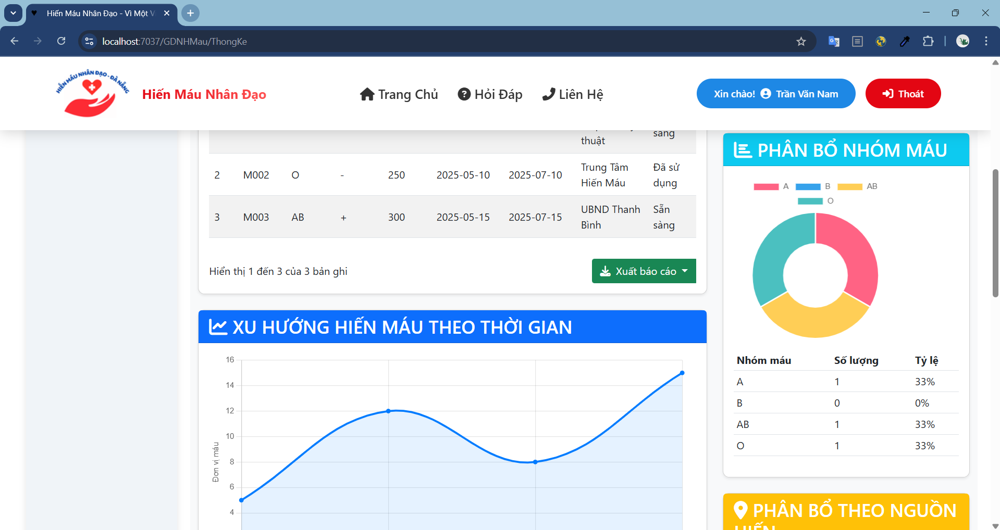 Hiến Máu Nhân Đạo - Vì Một V
localhost:7037/GDNHMau/ThongKe
HIẾN MÁU NHÂN ĐẠO - ĐÀ NẴNG
Hiến Máu Nhân Đạo
Trang Chủ
Hỏi Đáp
Liên Hệ
Xin chào! Trần Văn Nam
Thoát
thuật
sàng
2 M002 O - 250 2025-05-10 2025-07-10 Trung Tâm Hiến Máu Đã sử dụng
3 M003 AB + 300 2025-05-15 2025-07-15 UBND Thanh Bình Sẵn sàng
Hiển thị 1 đến 3 của 3 bản ghi
Xuất báo cáo
XU HƯỚNG HIẾN MÁU THEO THỜI GIAN
16
14
12
10
8
6
4
Đơn vị máu
PHÂN BỔ NHÓM MÁU
A B AB
O
Nhóm máu Số lượng Tỷ lệ
A 1 33%
B 0 0%
AB 1 33%
O 1 33%
PHÂN BỔ THEO NGUỒN
HIẾN